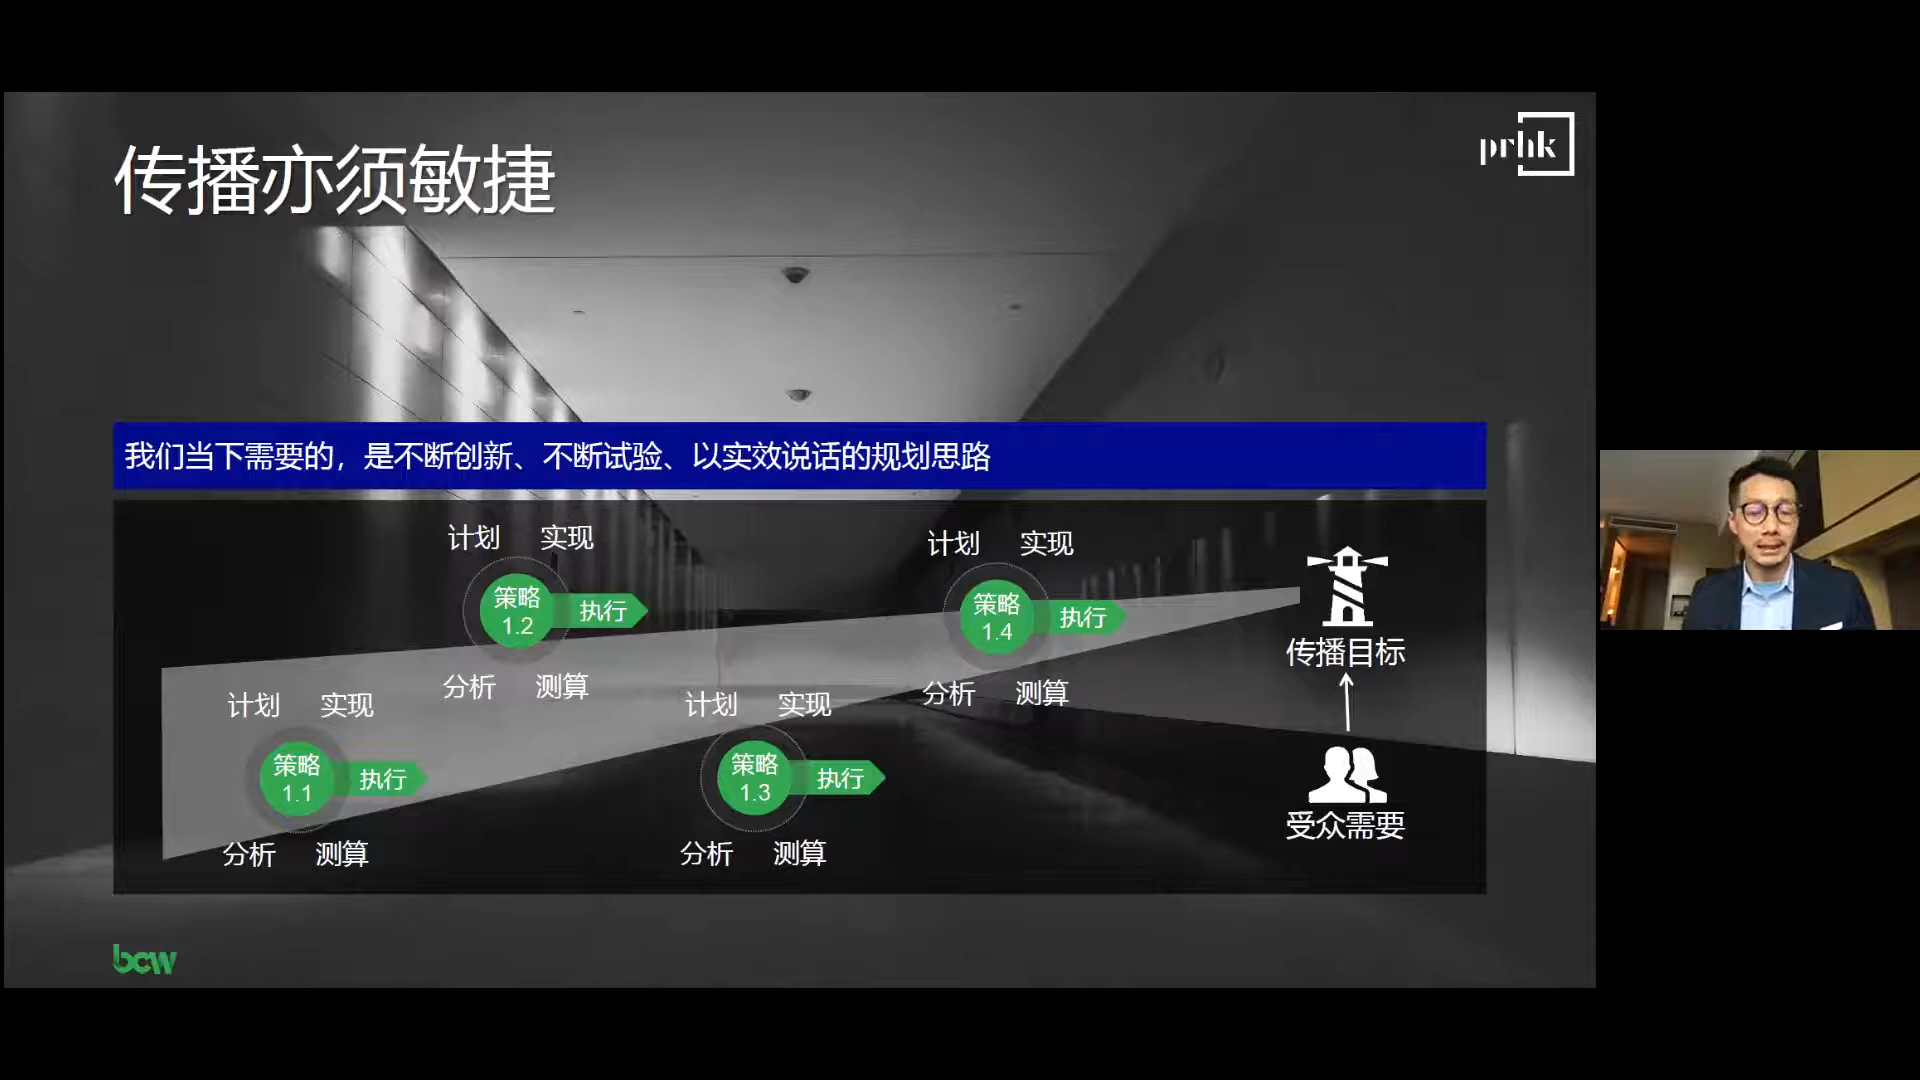 传播亦须敏捷
prhk
我们当下需要的，是不断创新、不断试验、以实效说话的规划思路
计划 实现
策略
1.2
执行
分析 测算
计划 实现
策略
1.4
执行
分析 测算
计划 实现
策略
1.1
执行
分析 测算
计划 实现
策略
1.3
执行
分析 测算
传播目标
受众需要
bcw